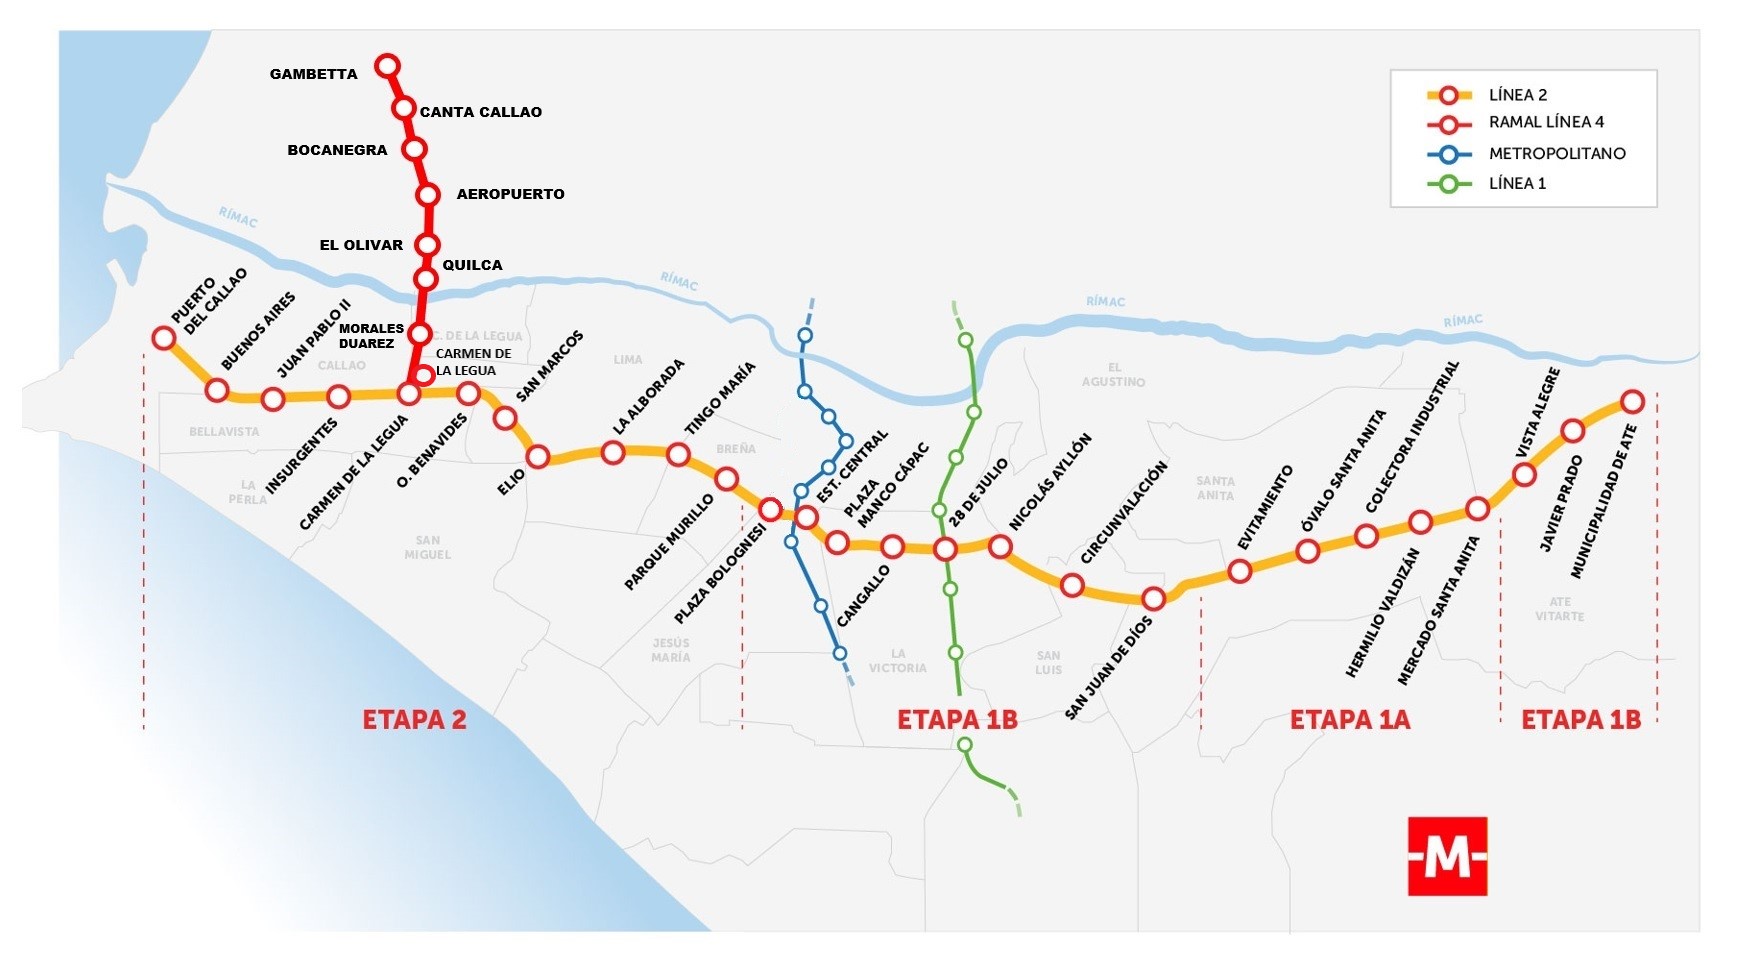 GAMBETTA
CANTA CALLAO
BOCANEGRA
AEROPUERTO
EL OLIVAR
QUILCA
MORALES
DUAREZ
CARMEN DE
LA LEGUA
LÍNEA 2
RAMAL LÍNEA 4
METROPOLITANO
LÍNEA 1
RÍMAC
RÍMAC
RÍMAC
RÍMAC
PUERTO
DEL CALLAO
BUENOS AIRES
JUAN PABLO II
INSURGENTES
CARMEN DE LA LEGUA
O. BENAVIDES
SAN MARCOS
ELIO
LA ALBORADA
TINGO MARÍA
PARQUE MURILLO
PLAZA BOLOGNESI
EST. CENTRAL
PLAZA
MANCO CÁPAC
CANGALLO
28 DE JULIO
NICOLÁS AYLLÓN
CIRCUNVALACIÓN
SAN JUAN DE DÍOS
EVITAMIENTO
ÓVALO SANTA ANITA
COLECTORA INDUSTRIAL
HERMILIO VALDIZÁN
MERCADO SANTA ANITA
VISTA ALEGRE
JAVIER PRADO
MUNICIPALIDAD DE ATE
C. DE LA LEGUA
CALLAO
BELLAVISTA
LA
PERLA
SAN
MIGUEL
LIMA
BREÑA
JESÚS
MARÍA
LA
VICTORIA
SAN
LUIS
EL
AGUSTINO
SANTA
ANITA
ATE
VITARTE
ETAPA 2
ETAPA 1B
ETAPA 1A
ETAPA 1B
M